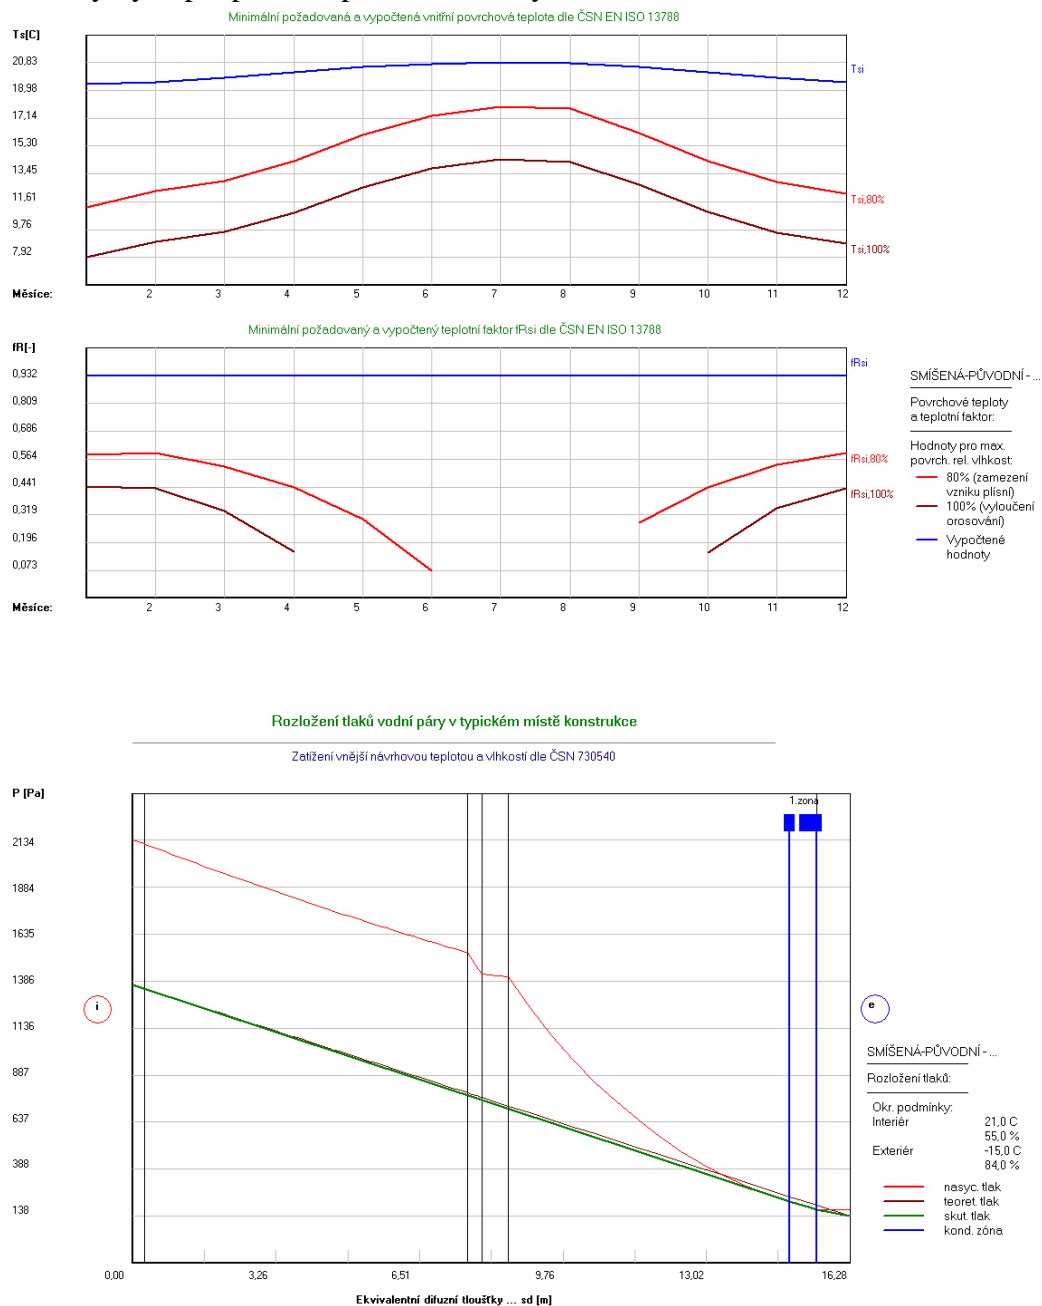 Minimální požadovaná a vypočtená vnitřní povrchová teplota dle ČSN EN ISO 13788
Ts[C]
20,83
18,98
17,14
15,30
13,45
11,61
9,76
7,92
Tsi
Tsi,80%
Tsi,100%
Měsíce:
2 3 4 5 6 7 8 9 10 11 12
Minimální požadovaný a vypočtený teplotní faktor fRsi dle ČSN EN ISO 13788
fR[-]
0,932
0,809
0,686
0,564
0,441
0,319
0,196
0,073
fRsi
fRsi,80%
fRsi,100%
Měsíce:
2 3 4 5 6 7 8 9 10 11 12
SMÍŠENÁ-PŮVODNÍ - ...
Povrchové teploty
a teplotní faktor:
Hodnoty pro max.
povrch. rel. vlhkost:
80% (zamezení
vzniku plísní)
100% (vyloučení
orosování)
Vypočtené
hodnoty
Rozložení tlaků vodní páry v typickém místě konstrukce
Zatížení vnější návrhovou teplotou a vlhkostí dle ČSN 730540
P [Pa]
1.zona
2134
1884
1635
1386
1136
887
637
388
138
i
e
0,00 3,26 6,51 9,76 13,02 16,28
Ekvivalentní difuzní tloušťky ... sd [m]
SMÍŠENÁ-PŮVODNÍ - ...
Rozložení tlaků:
Okr. podmínky:
Interiér 21,0 C
55,0 %
Exteriér -15,0 C
84,0 %
nasyc. tlak
teoret. tlak
skut. tlak
kond. zóna